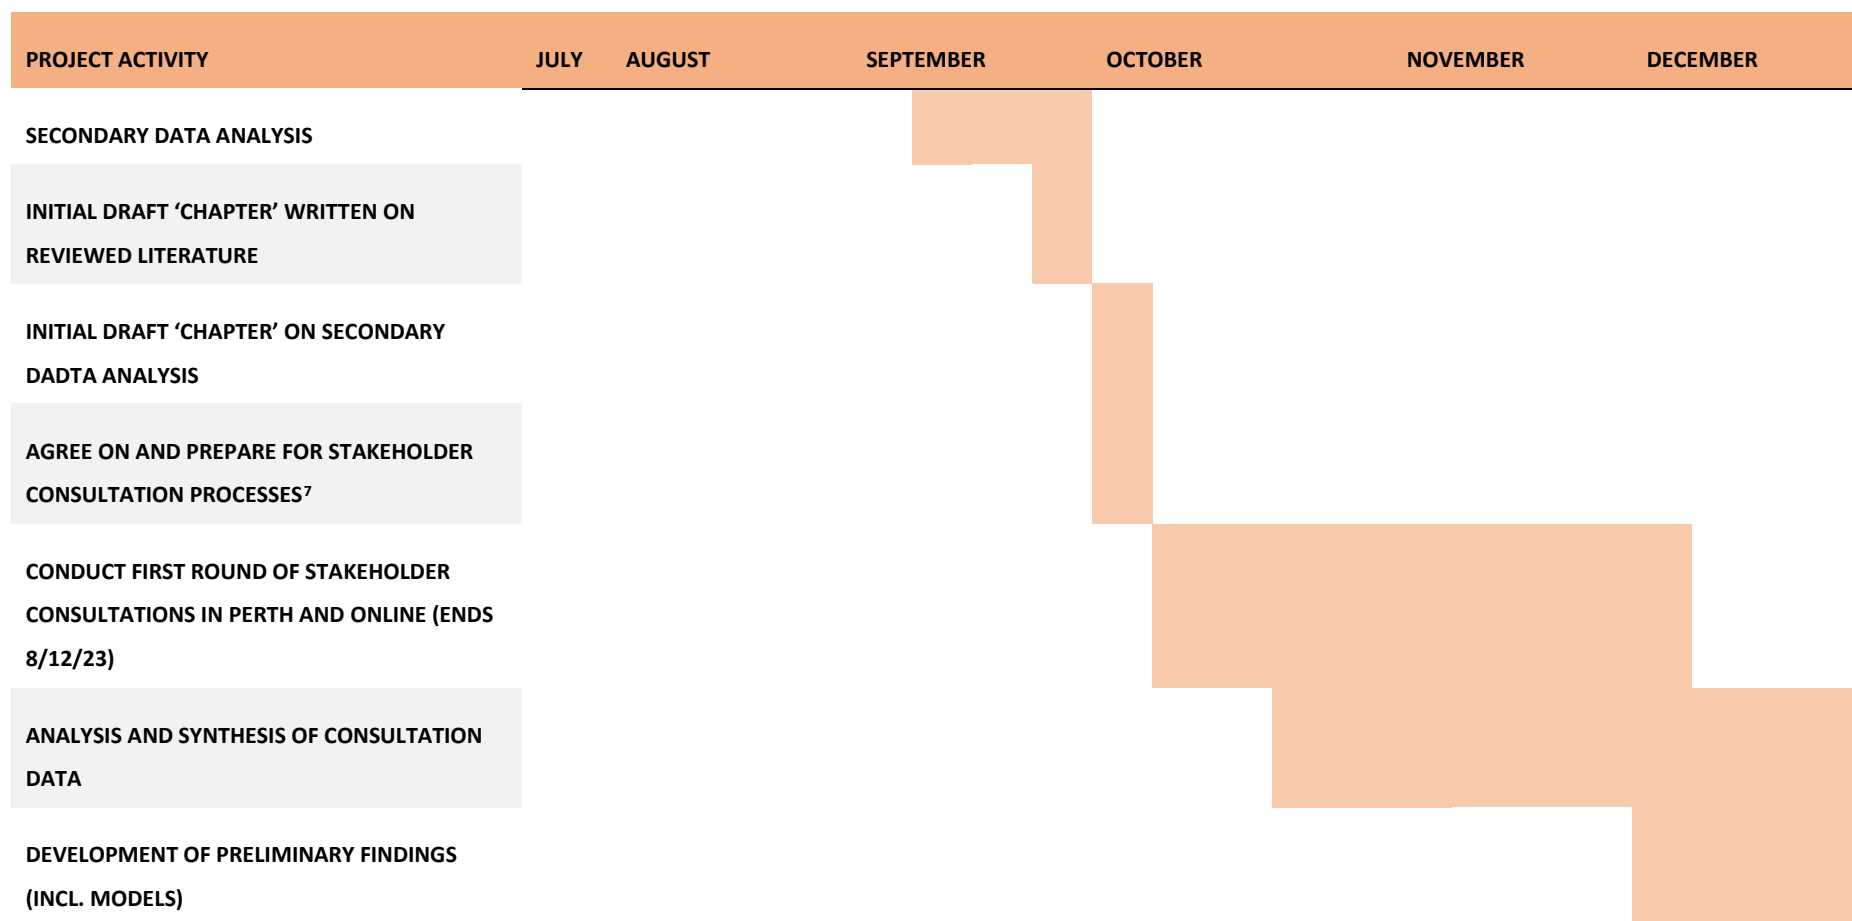 PROJECT ACTIVITY JULY AUGUST SEPTEMBER OCTOBER NOVEMBER DECEMBER
SECONDARY DATA ANALYSIS
INITIAL DRAFT ‘CHAPTER’ WRITTEN ON
REVIEWED LITERATURE
INITIAL DRAFT ‘CHAPTER’ ON SECONDARY
DADTA ANALYSIS
AGREE ON AND PREPARE FOR STAKEHOLDER
CONSULTATION PROCESSES⁷
CONDUCT FIRST ROUND OF STAKEHOLDER
CONSULTATIONS IN PERTH AND ONLINE (ENDS
8/12/23)
ANALYSIS AND SYNTHESIS OF CONSULTATION
DATA
DEVELOPMENT OF PRELIMINARY FINDINGS
(INCL. MODELS)